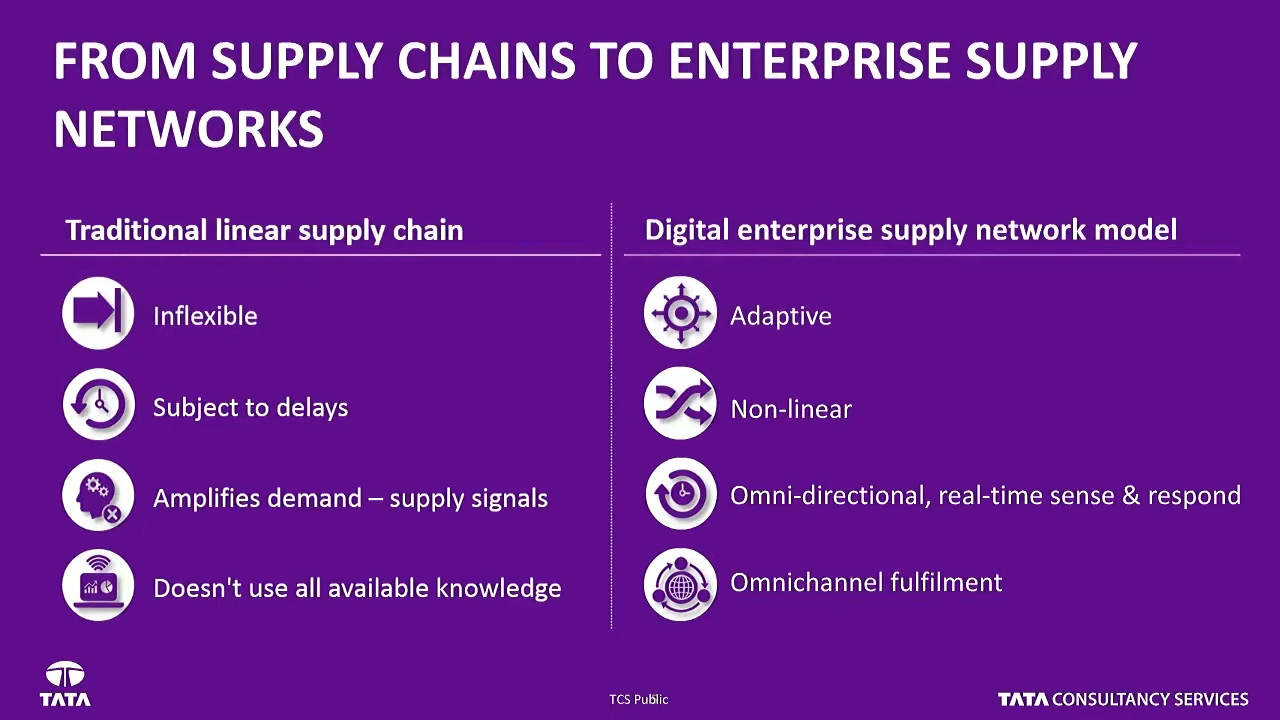 FROM SUPPLY CHAINS TO ENTERPRISE SUPPLY
NETWORKS
Traditional linear supply chain
Inflexible
Subject to delays
Amplifies demand – supply signals
Doesn't use all available knowledge
Digital enterprise supply network model
Adaptive
Non-linear
Omni-directional, real-time sense & respond
Omnichannel fulfilment
TATA
TCS Public
TATA CONSULTANCY SERVICES